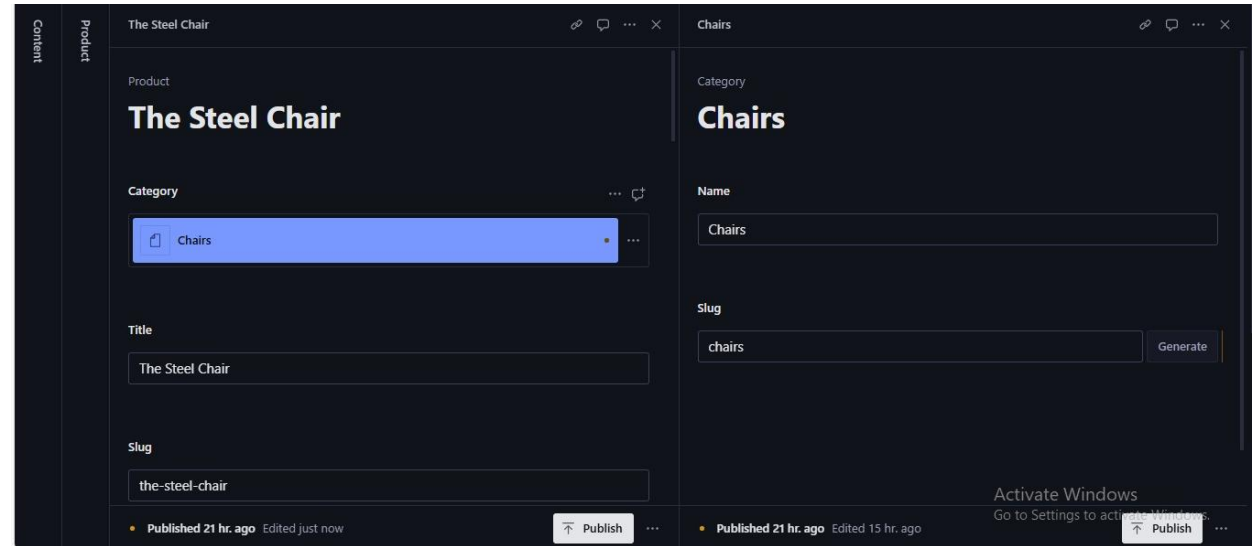 Content
Product
The Steel Chair
Product
The Steel Chair
Category
Chairs
Title
The Steel Chair
Slug
the-steel-chair
Published 21 hr. ago Edited just now
Publish
Chairs
Category
Chairs
Name
Chairs
Slug
chairs
Generate
Activate Windows
Go to Settings to activate Windows.
Published 21 hr. ago Edited 15 hr. ago
Publish